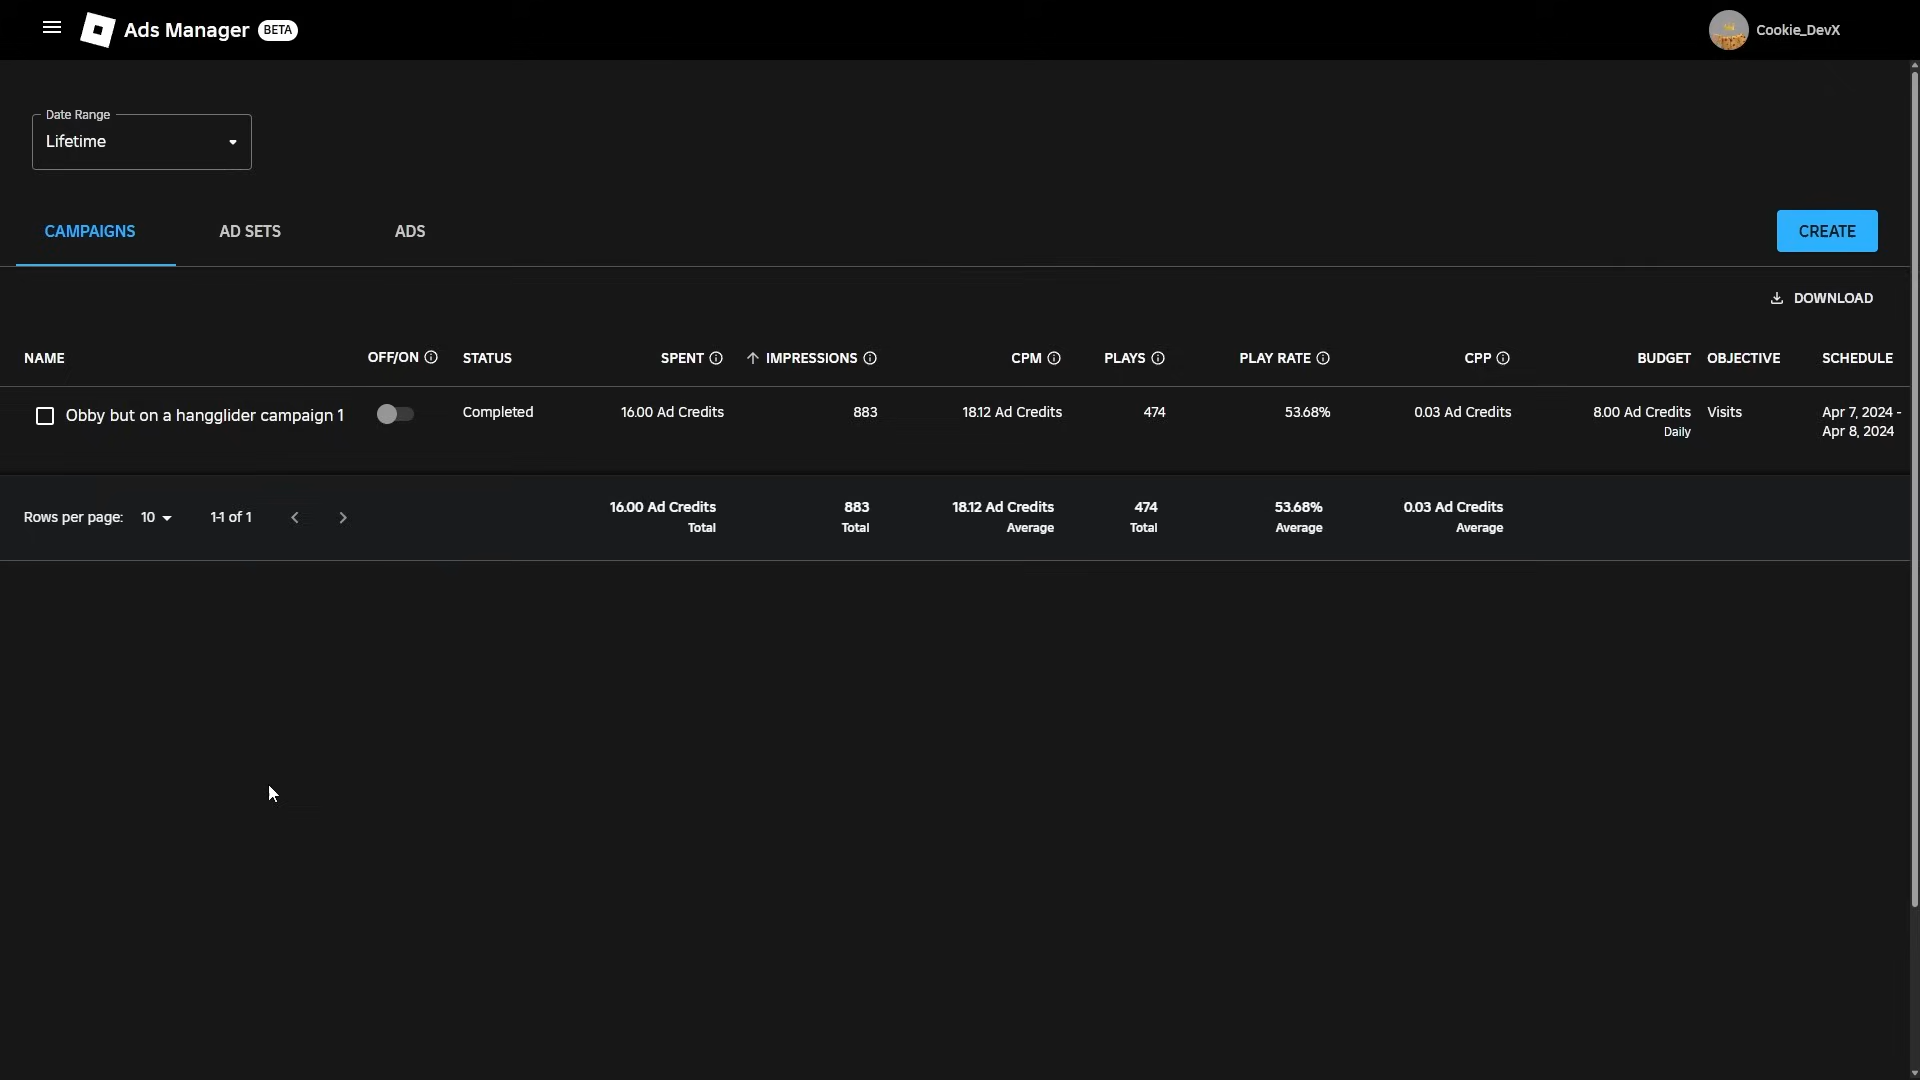 Ads Manager BETA
Cookie_DevX
Date Range
Lifetime
CAMPAIGNS AD SETS ADS CREATE
DOWNLOAD
NAME OFF/ON STATUS SPENT IMPRESSIONS CPM PLAYS PLAY RATE CPP BUDGET OBJECTIVE SCHEDULE
Obby but on a hangglider campaign 1 Completed 16.00 Ad Credits 883 18.12 Ad Credits 474 53.68% 0.03 Ad Credits 8.00 Ad Credits Visits Apr 7, 2024 -
Daily Apr 8, 2024
Rows per page: 10 1-1 of 1 16.00 Ad Credits 883 18.12 Ad Credits 474 53.68% 0.03 Ad Credits
Total Total Average Total Average Average